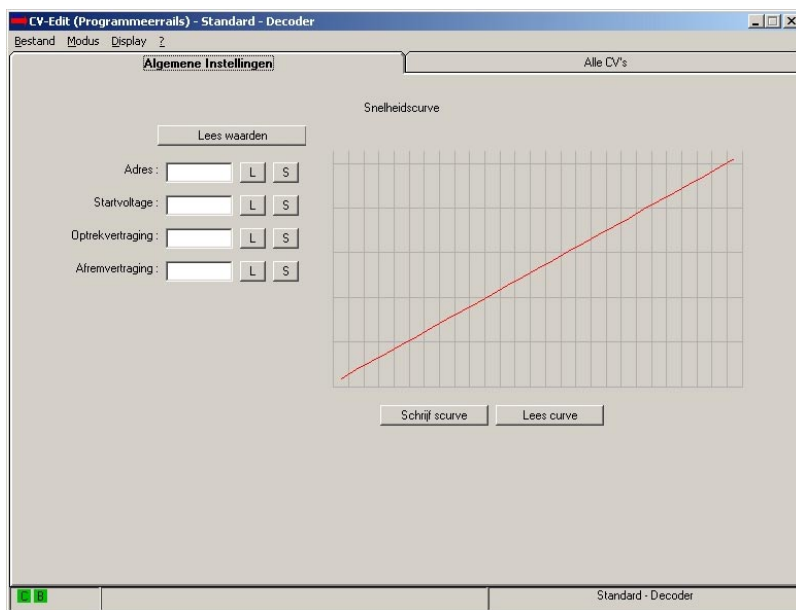 CV-Edit (Programmeerrails) - Standard - Decoder
Bestand Modus Display ?
Algemene Instellingen
Alle CV's
Snelheidscurve
Lees waarden
Adres : L S
Startvoltage : L S
Optrekvertraging : L S
Afremvertraging : L S
Schrijf scurve Lees curve
C B Standard - Decoder